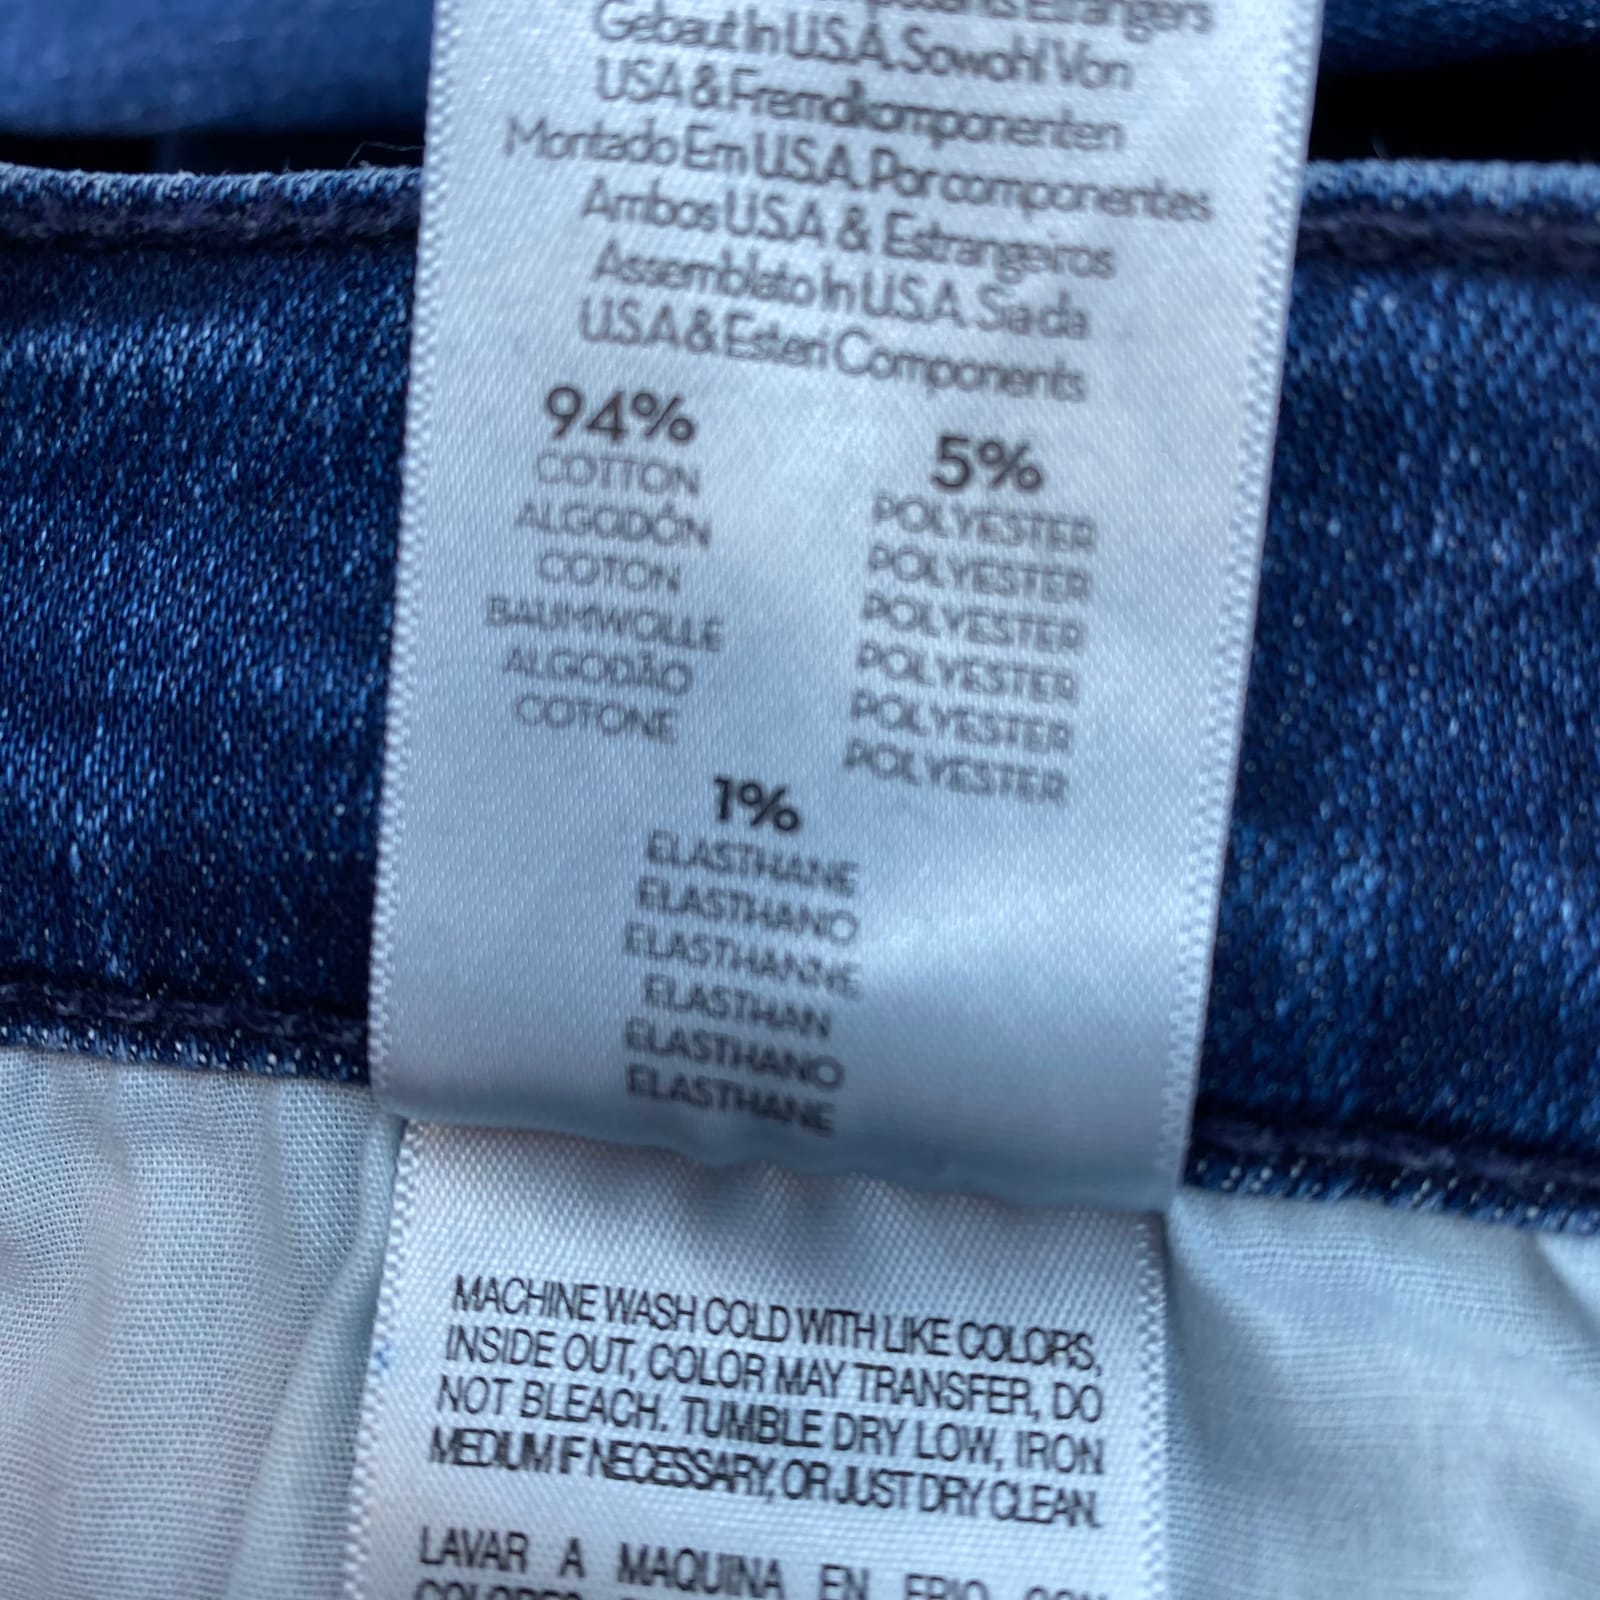 Estrangers
Gebaut In U.S.A. Sowohl Von
USA & Fremdkomponenten
Montado Em U.S.A. Por componentes
Ambos U.S.A & Estrangeiros
Assemblato In U.S.A. Sia da
U.S.A & Esteri Components
94%
COTTON
ALGODÓN
COTON
BAUMWOLLE
ALGODÃO
COTONE
5%
POLYESTER
POLYESTER
POLYESTER
POLYESTER
POLYESTER
POLYESTER
1%
ELASTHANE
ELASTHANO
ELASTHANNE
ELASTHAN
ELASTHANO
ELASTHANE
MACHINE WASH COLD WITH LIKE COLORS,
INSIDE OUT, COLOR MAY TRANSFER, DO
NOT BLEACH. TUMBLE DRY LOW, IRON
MEDIUM IF NECESSARY, OR JUST DRY CLEAN.
LAVAR A MAQUINA EN FRIO CON
COLORES